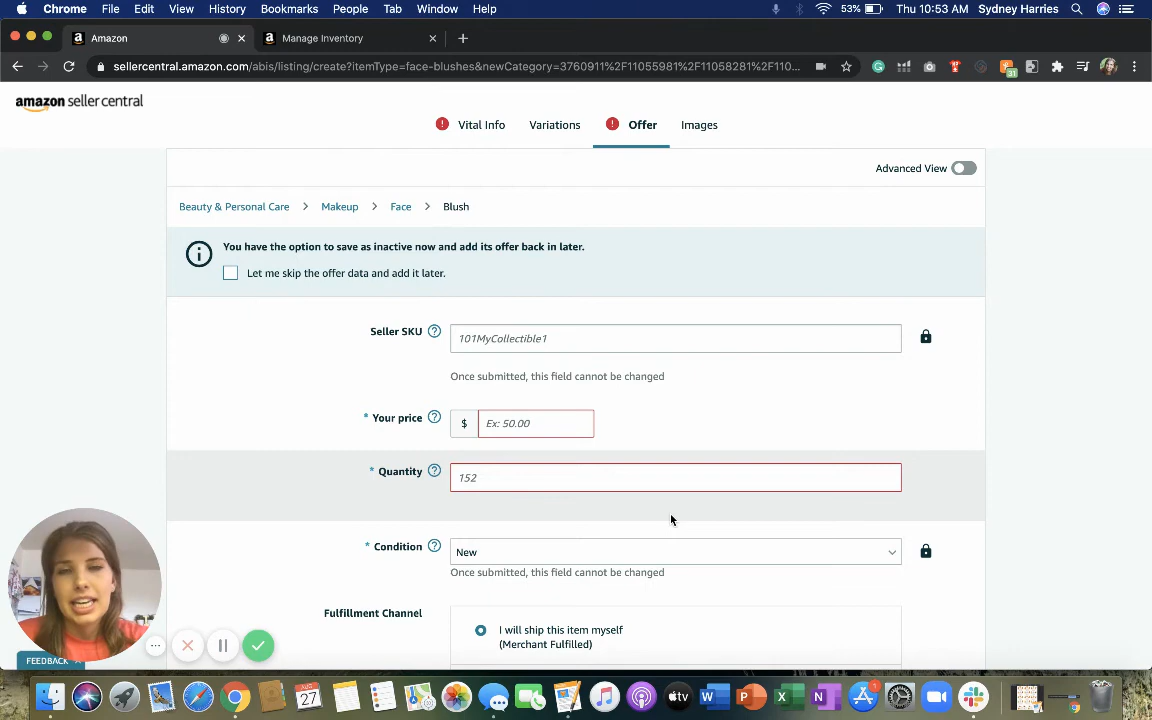 Chrome File Edit View History Bookmarks People Tab Window Help 53% Thu 10:53 AM Sydney Harries
Amazon Manage Inventory
sellercentral.amazon.com/abis/listing/create?itemType=face-blushes&newCategory=3760911%2F11055981%2F11058281%2F110...
31
amazon seller central
Vital Info Variations Offer Images
Advanced View
Beauty & Personal Care > Makeup > Face > Blush
You have the option to save as inactive now and add its offer back in later.
Let me skip the offer data and add it later.
Seller SKU ? 101MyCollectible1
Once submitted, this field cannot be changed
* Your price ? $ Ex: 50.00
* Quantity ? 152
* Condition ? New
Once submitted, this field cannot be changed
Fulfillment Channel
I will ship this item myself
(Merchant Fulfilled)
FEEDBACK
AUG
27
tv
1